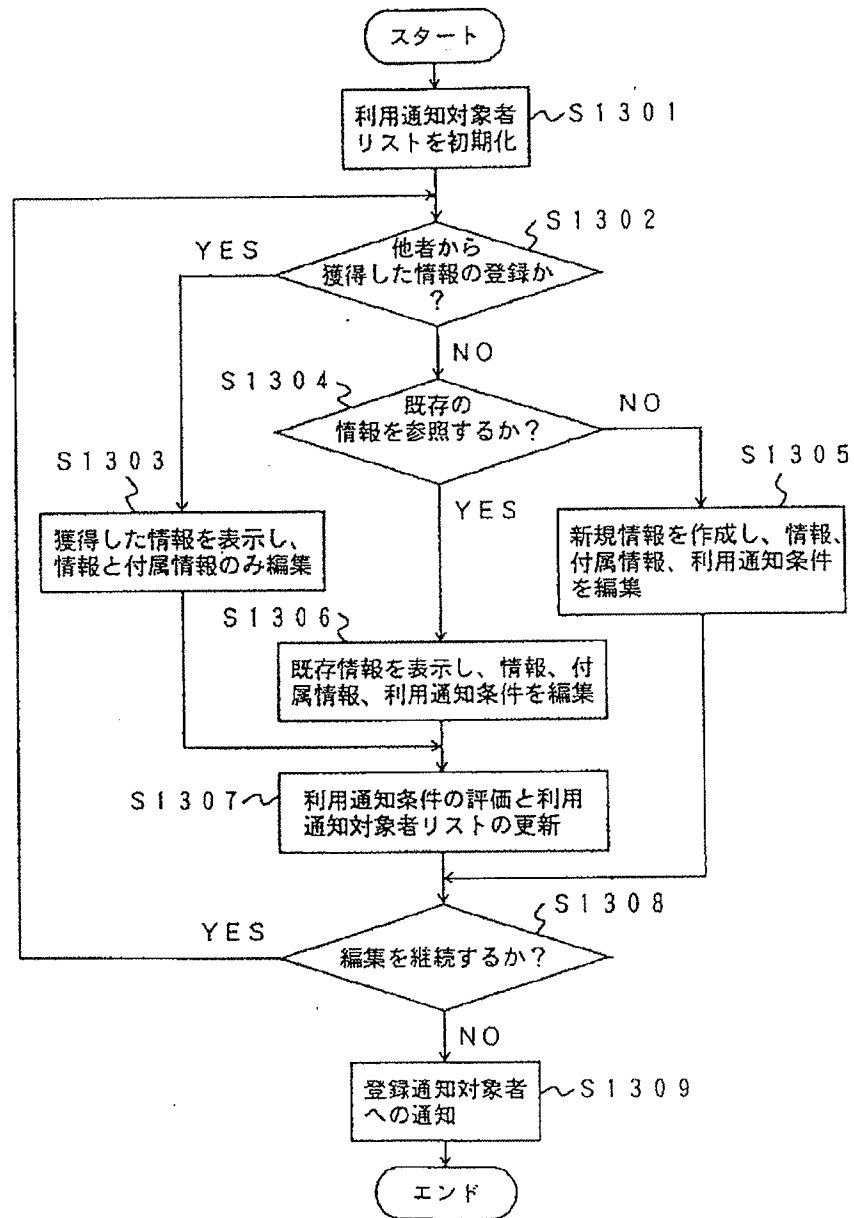 スタート
利用通知対象者
リストを初期化
S1301
S1302
YES
他者から
獲得した情報の登録か
?
NO
S1304
既存の
情報を参照するか?
NO
S1303
S1305
YES
獲得した情報を表示し、
情報と付属情報のみ編集
新規情報を作成し、情報、
付属情報、利用通知条件
を編集
S1306
既存情報を表示し、情報、付
属情報、利用通知条件を編集
S1307
利用通知条件の評価と利用
通知対象者リストの更新
S1308
YES
編集を継続するか?
NO
登録通知対象者
への通知
S1309
エンド